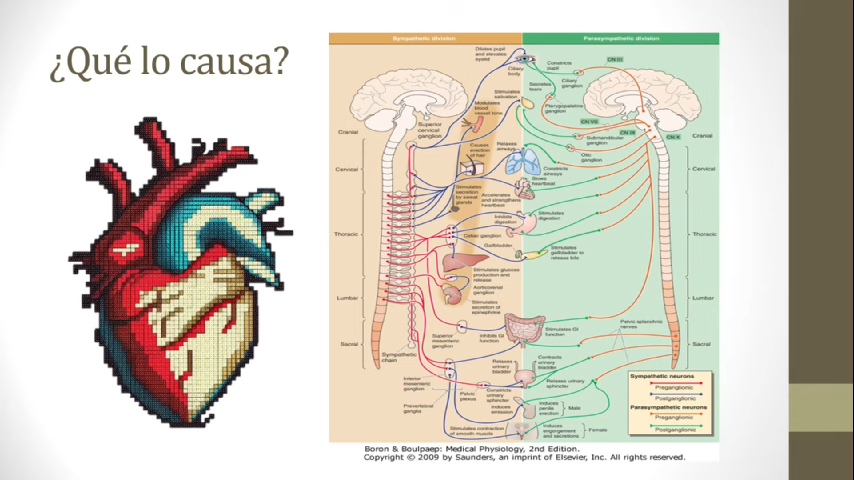 ¿Qué lo causa?
Sympathetic division
Parasympathetic division
Dilates pupil and elevates
eyelid
Ciliary
body
Constricts
pupil
CN III
Ciliary
ganglion
Secretes
tears
Stimulates
salivation
Pterygopalatine
ganglion
Modulates
blood
vessel tone
CN VII
CN IX
CN X
Superior
cervical
ganglion
Submandibular
ganglion
Otic
ganglion
Cranial
Cranial
Causes
erection
of hair
Relaxes
airways
Constricts
airways
Cervical
Cervical
Slows
heartbeat
Stimulates
secretion
by sweat
glands
Accelerates
and strengthens
heartbeat
Inhibits
digestion
Stimulates
digestion
Thoracic
Thoracic
Celiac ganglion
Gallbladder
Stimulates
gallbladder to
release bile
Stimulates glucose
production and
release
Aorticorenal
ganglion
Stimulates
secretion of
epinephrine
Lumbar
Lumbar
Pelvic splanchnic
nerves
Superior
mesenteric
ganglion
Inhibits GI
function
Stimulates GI
function
Sacral
Sacral
Sympathetic
chain
Relaxes
urinary
bladder
Contracts
urinary
bladder
Inferior
mesenteric
ganglion
Pelvic
plexus
Constricts
urinary
sphincter
Relaxes urinary
sphincter
Prevertebral
ganglia
Induces
emission
Induces
penile
erection
Male
Stimulates contraction
of smooth muscle
Induces
engorgement
and secretions
Female
Sympathetic neurons
Preganglionic
Postganglionic
Parasympathetic neurons
Preganglionic
Postganglionic
Boron & Boulpaep: Medical Physiology, 2nd Edition.
Copyright © 2009 by Saunders, an imprint of Elsevier, Inc. All rights reserved.